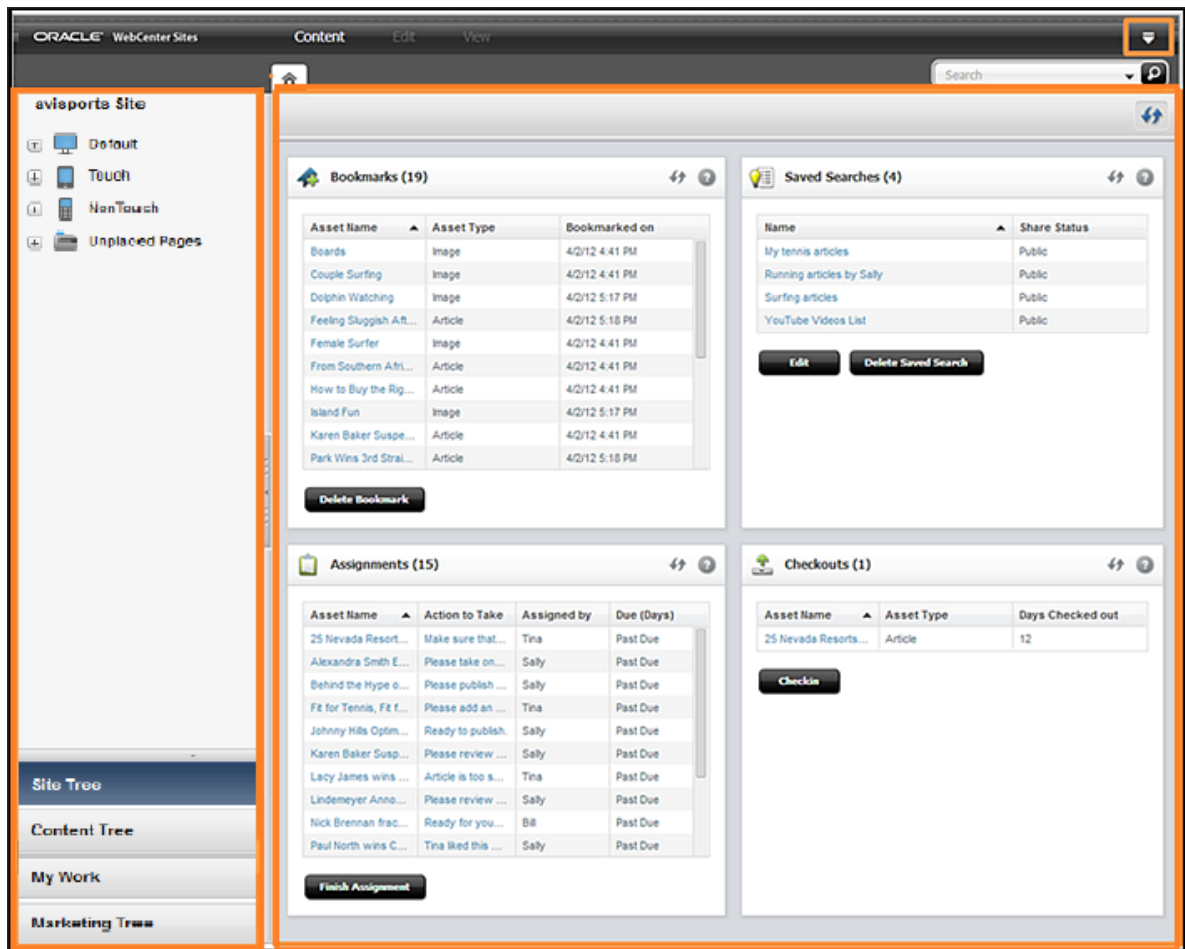 ORACLE WebCenter Sites Content Edit View
Search
avisports Site
Default
Touch
NonTouch
Unplaced Pages
Site Tree
Content Tree
My Work
Marketing Tree
Bookmarks (19)
Asset Name Asset Type Bookmarked on
Boards Image 4/2/12 4:41 PM
Couple Surfing Image 4/2/12 4:41 PM
Dolphin Watching Image 4/2/12 5:17 PM
Feeling Sluggish Aft... Article 4/2/12 5:18 PM
Female Surfer Image 4/2/12 4:41 PM
From Southern Afri... Article 4/2/12 4:41 PM
How to Buy the Rig... Article 4/2/12 4:41 PM
Island Fun Image 4/2/12 5:17 PM
Karen Baker Suspe... Article 4/2/12 4:41 PM
Park Wins 3rd Strai... Article 4/2/12 5:18 PM
Delete Bookmark
Saved Searches (4)
Name Share Status
My tennis articles Public
Running articles by Sally Public
Surfing articles Public
YouTube Videos List Public
Edit Delete Saved Search
Assignments (15)
Asset Name Action to Take Assigned by Due (Days)
25 Nevada Resort... Make sure that... Tina Past Due
Alexandra Smith E... Please take on... Sally Past Due
Behind the Hype o... Please publish ... Sally Past Due
Fit for Tennis, Fit f... Please add an ... Tina Past Due
Johnny Hills Optim... Ready to publish. Sally Past Due
Karen Baker Susp... Please review ... Sally Past Due
Lacy James wins ... Article is too s... Tina Past Due
Lindemeyer Anno... Please review ... Sally Past Due
Nick Brennan frac... Ready for you... Bill Past Due
Paul North wins C... Tina liked this ... Sally Past Due
Finish Assignment
Checkouts (1)
Asset Name Asset Type Days Checked out
25 Nevada Resorts... Article 12
Checkin